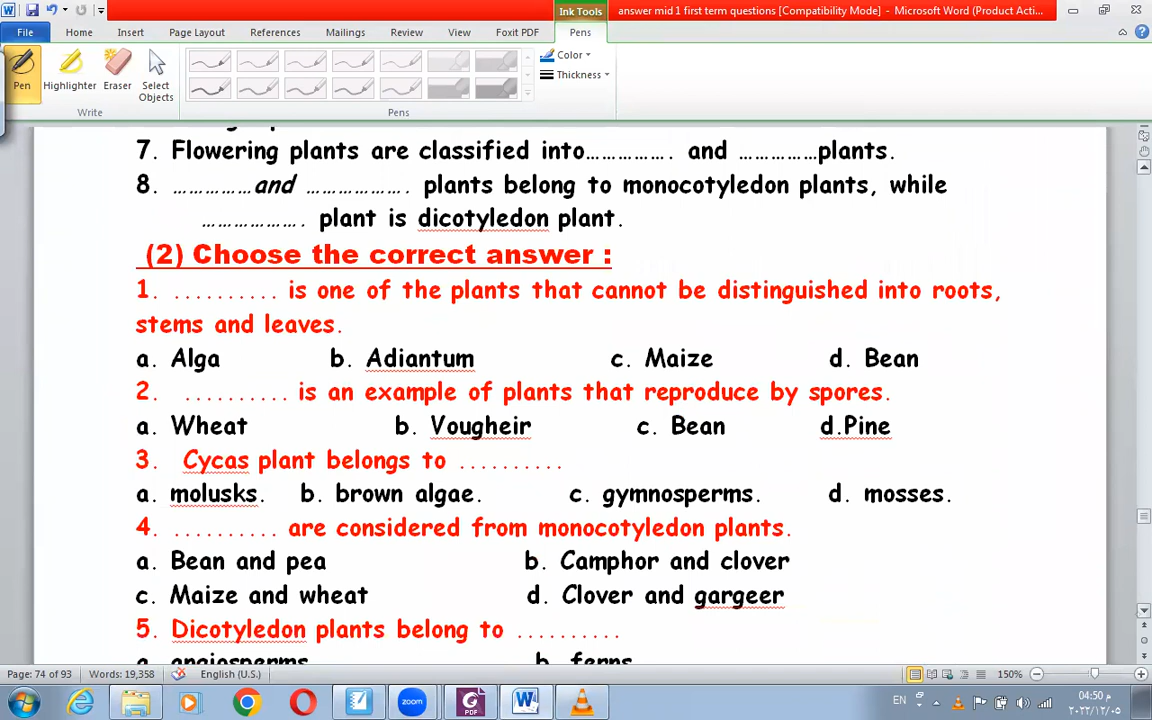 Ink Tools
answer mid 1 first term questions [Compatibility Mode] - Microsoft Word (Product Acti...
File Home Insert Page Layout References Mailings Review View Foxit PDF Pens
Pen Highlighter Eraser Select Objects
Color
Thickness
Write Pens
7. Flowering plants are classified into……………. and ……………plants.
8. ……………and ………………. plants belong to monocotyledon plants, while
………………. plant is dicotyledon plant.
(2) Choose the correct answer :
1. .......... is one of the plants that cannot be distinguished into roots,
stems and leaves.
a. Alga b. Adiantum c. Maize d. Bean
2. .......... is an example of plants that reproduce by spores.
a. Wheat b. Vougheir c. Bean d.Pine
3. Cycas plant belongs to ..........
a. molusks. b. brown algae. c. gymnosperms. d. mosses.
4. .......... are considered from monocotyledon plants.
a. Bean and pea b. Camphor and clover
c. Maize and wheat d. Clover and gargeer
5. Dicotyledon plants belong to ..........
a. angiosperms b. ferns
Page: 74 of 93 Words: 19,358 English (U.S.) 150%
zoom PDF EN 04:50 م
٢٠٢٢/١٢/٠٥